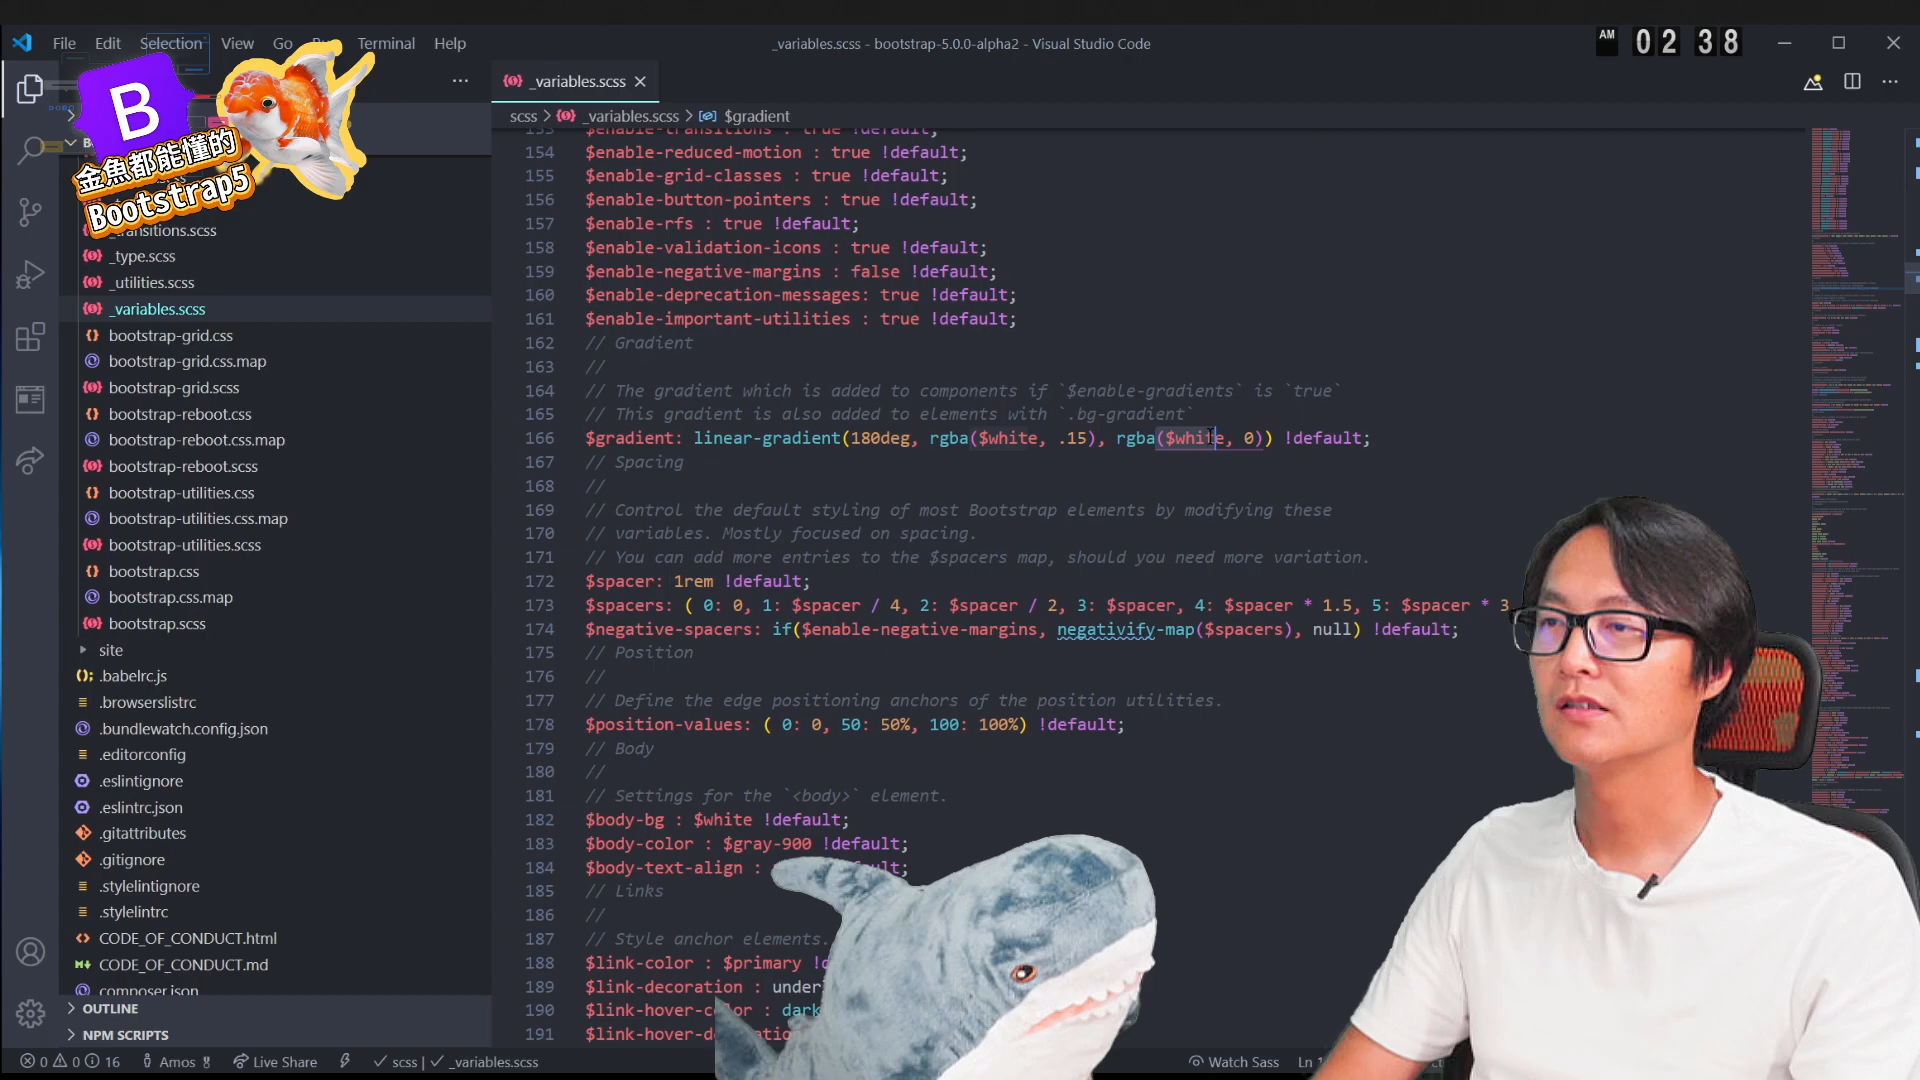 File Edit Selection View Go Terminal Help
_variables.scss - bootstrap-5.0.0-alpha2 - Visual Studio Code
AM 02 38
B
金魚都能懂的
Bootstrap5
_variables.scss
scss > _variables.scss > $gradient
_transitions.scss
_type.scss
_utilities.scss
_variables.scss
bootstrap-grid.css
bootstrap-grid.css.map
bootstrap-grid.scss
bootstrap-reboot.css
bootstrap-reboot.css.map
bootstrap-reboot.scss
bootstrap-utilities.css
bootstrap-utilities.css.map
bootstrap-utilities.scss
bootstrap.css
bootstrap.css.map
bootstrap.scss
site
.babelrc.js
.browserslistrc
.bundlewatch.config.json
.editorconfig
.eslintignore
.eslintrc.json
.gitattributes
.gitignore
.stylelintignore
.stylelintrc
CODE_OF_CONDUCT.html
CODE_OF_CONDUCT.md
composer.json
OUTLINE
NPM SCRIPTS
153 $enable-transitions : true !default;
154 $enable-reduced-motion : true !default;
155 $enable-grid-classes : true !default;
156 $enable-button-pointers : true !default;
157 $enable-rfs : true !default;
158 $enable-validation-icons : true !default;
159 $enable-negative-margins : false !default;
160 $enable-deprecation-messages: true !default;
161 $enable-important-utilities : true !default;
162 // Gradient
163 //
164 // The gradient which is added to components if `$enable-gradients` is `true`
165 // This gradient is also added to elements with `.bg-gradient`
166 $gradient: linear-gradient(180deg, rgba($white, .15), rgba($white, 0)) !default;
167 // Spacing
168 //
169 // Control the default styling of most Bootstrap elements by modifying these
170 // variables. Mostly focused on spacing.
171 // You can add more entries to the $spacers map, should you need more variation.
172 $spacer: 1rem !default;
173 $spacers: ( 0: 0, 1: $spacer / 4, 2: $spacer / 2, 3: $spacer, 4: $spacer * 1.5, 5: $spacer * 3
174 $negative-spacers: if($enable-negative-margins, negativify-map($spacers), null) !default;
175 // Position
176 //
177 // Define the edge positioning anchors of the position utilities.
178 $position-values: ( 0: 0, 50: 50%, 100: 100%) !default;
179 // Body
180 //
181 // Settings for the `<body>` element.
182 $body-bg : $white !default;
183 $body-color : $gray-900 !default;
184 $body-text-align :
185 // Links
186 //
187 // Style anchor elements.
188 $link-color : $primary !d
189 $link-decoration : under
190 $link-hover-color : dark
191 $link-hover-de
0 0 16 Amos Live Share scss | _variables.scss
Watch Sass